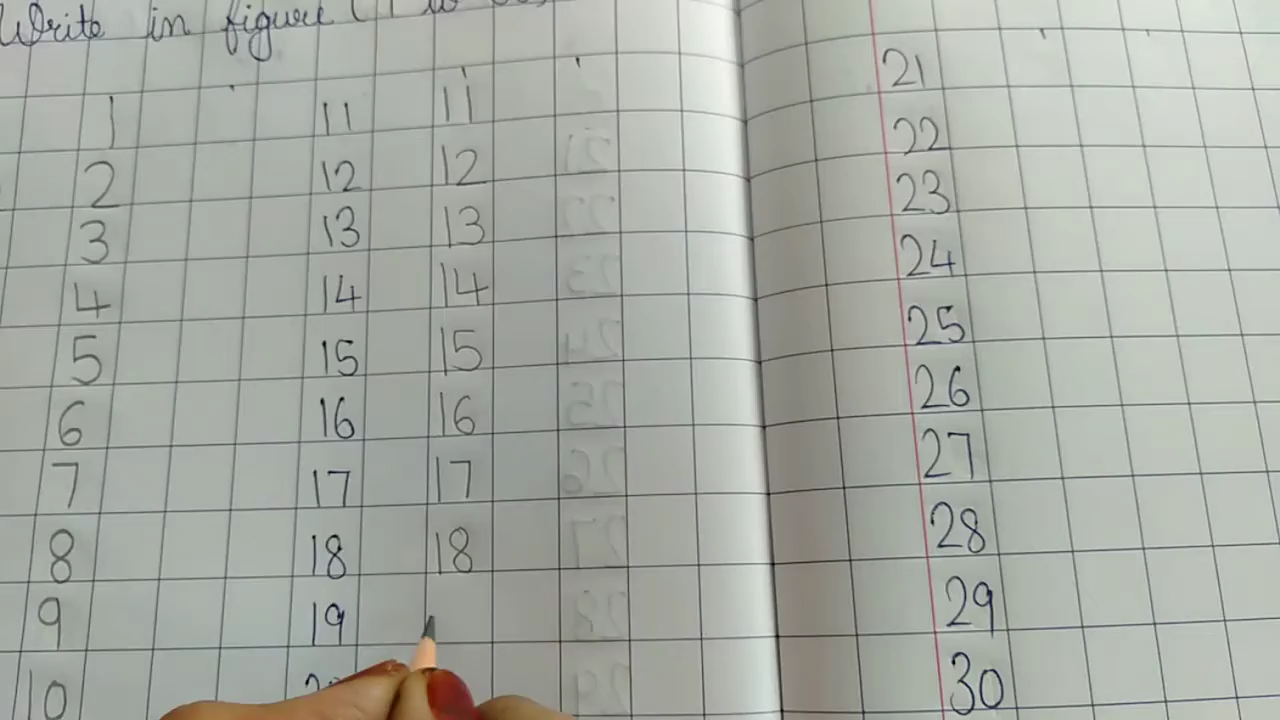 Write in figure (1 to
1 11 11 21
2 12 12 22
3 13 13 23
4 14 14 24
5 15 15 25
6 16 16 26
7 17 17 27
8 18 18 28
9 19 29
10 30